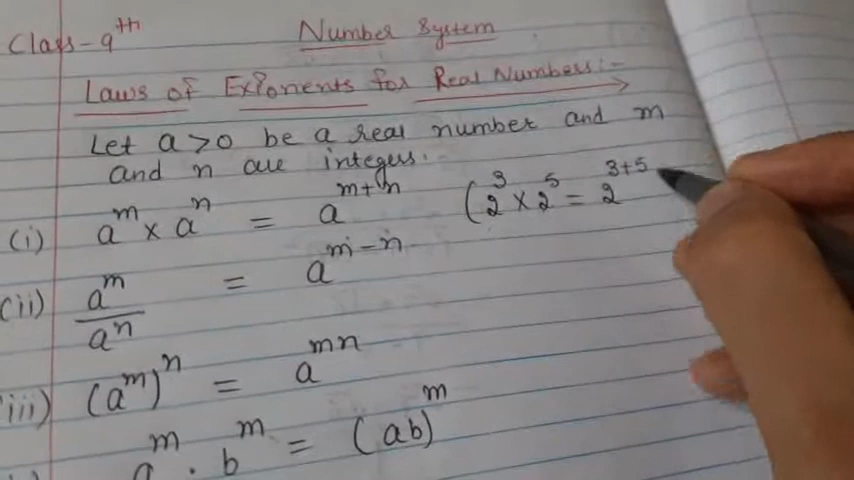 Class - 9th Number System
Laws of Exponents for Real Numbers :-
Let a > 0 be a real number and m
and n are integers.
(i) a^m × a^n = a^{m+n} (2^3 × 2^5 = 2^{3+5}
(ii) a^m / a^n = a^{m-n}
iii) (a^m)^n = a^{mn}
a^m · b^m = (ab)^m